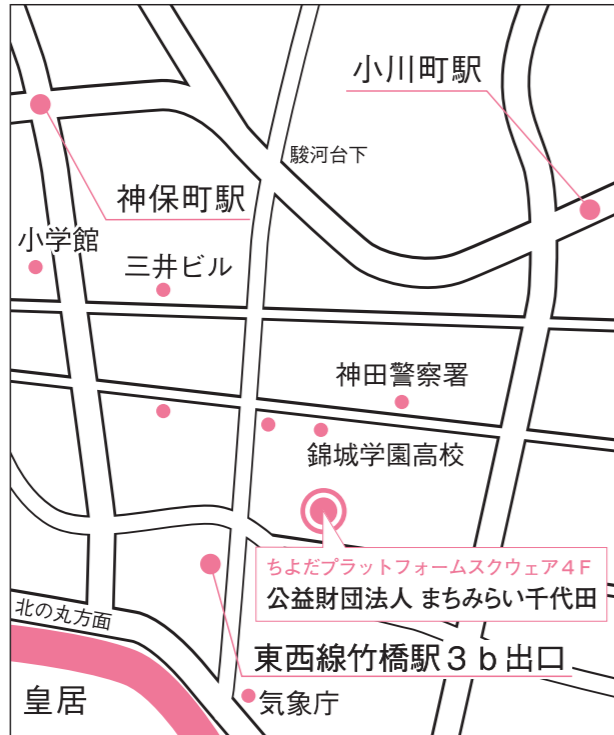 小川町駅
駿河台下
神保町駅
小学館
三井ビル
神田警察署
錦城学園高校
ちよだプラットフォームスクウェア4F
公益財団法人 まちみらい千代田
北の丸方面
東西線竹橋駅3b出口
皇居
気象庁